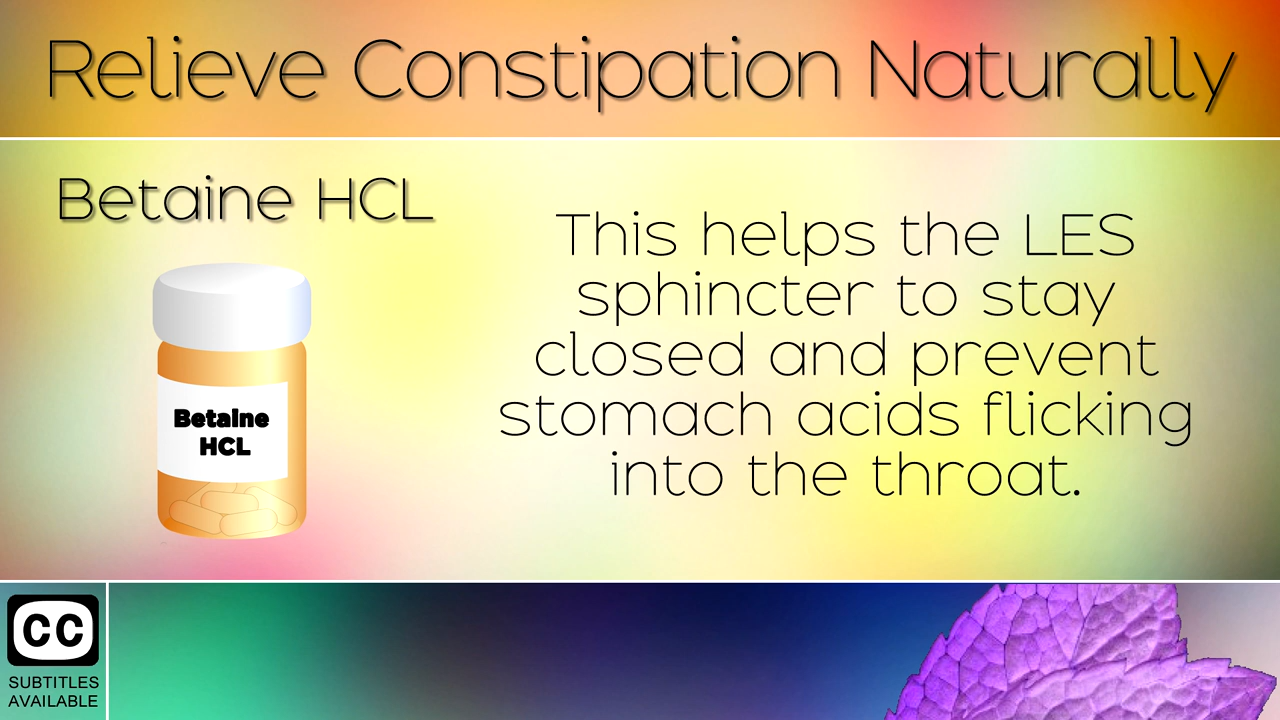 Relieve Constipation Naturally
Betaine HCL
This helps the LES
sphincter to stay
closed and prevent
stomach acids flicking
into the throat.
Betaine
HCL
CC
SUBTITLES
AVAILABLE